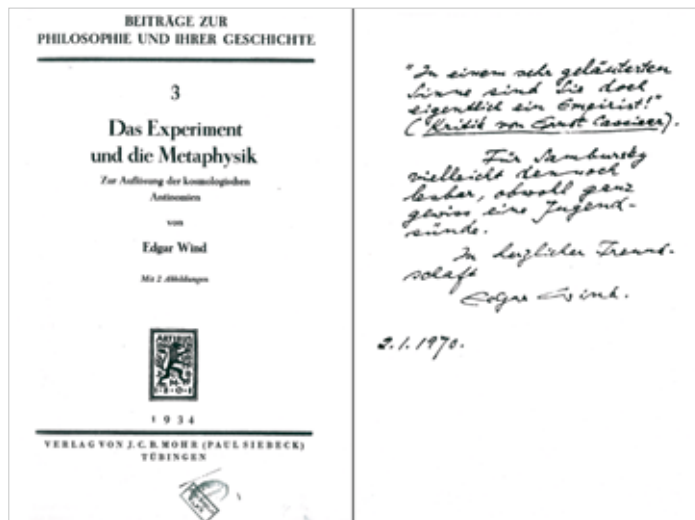 BEITRÄGE ZUR
PHILOSOPHIE UND IHRER GESCHICHTE
3
Das Experiment
und die Metaphysik
Zur Auflösung der kosmologischen
Antinomien
von
Edgar Wind
Mit 2 Abbildungen
ARTIBUS
1801
1934
VERLAG VON J. C. B. MOHR (PAUL SIEBECK)
TÜBINGEN
"In einem sehr geläuterten
Sinne sind Sie doch
eigentlich ein Empirist!"
(Kritik von Ernst Cassirer).
Für Sambursky
vielleicht dennoch
lesbar, obwohl ganz
gewiss eine Jugend-
sünde.
In herzlicher Freund-
schaft
Edgar Wind.
2.1.1970.